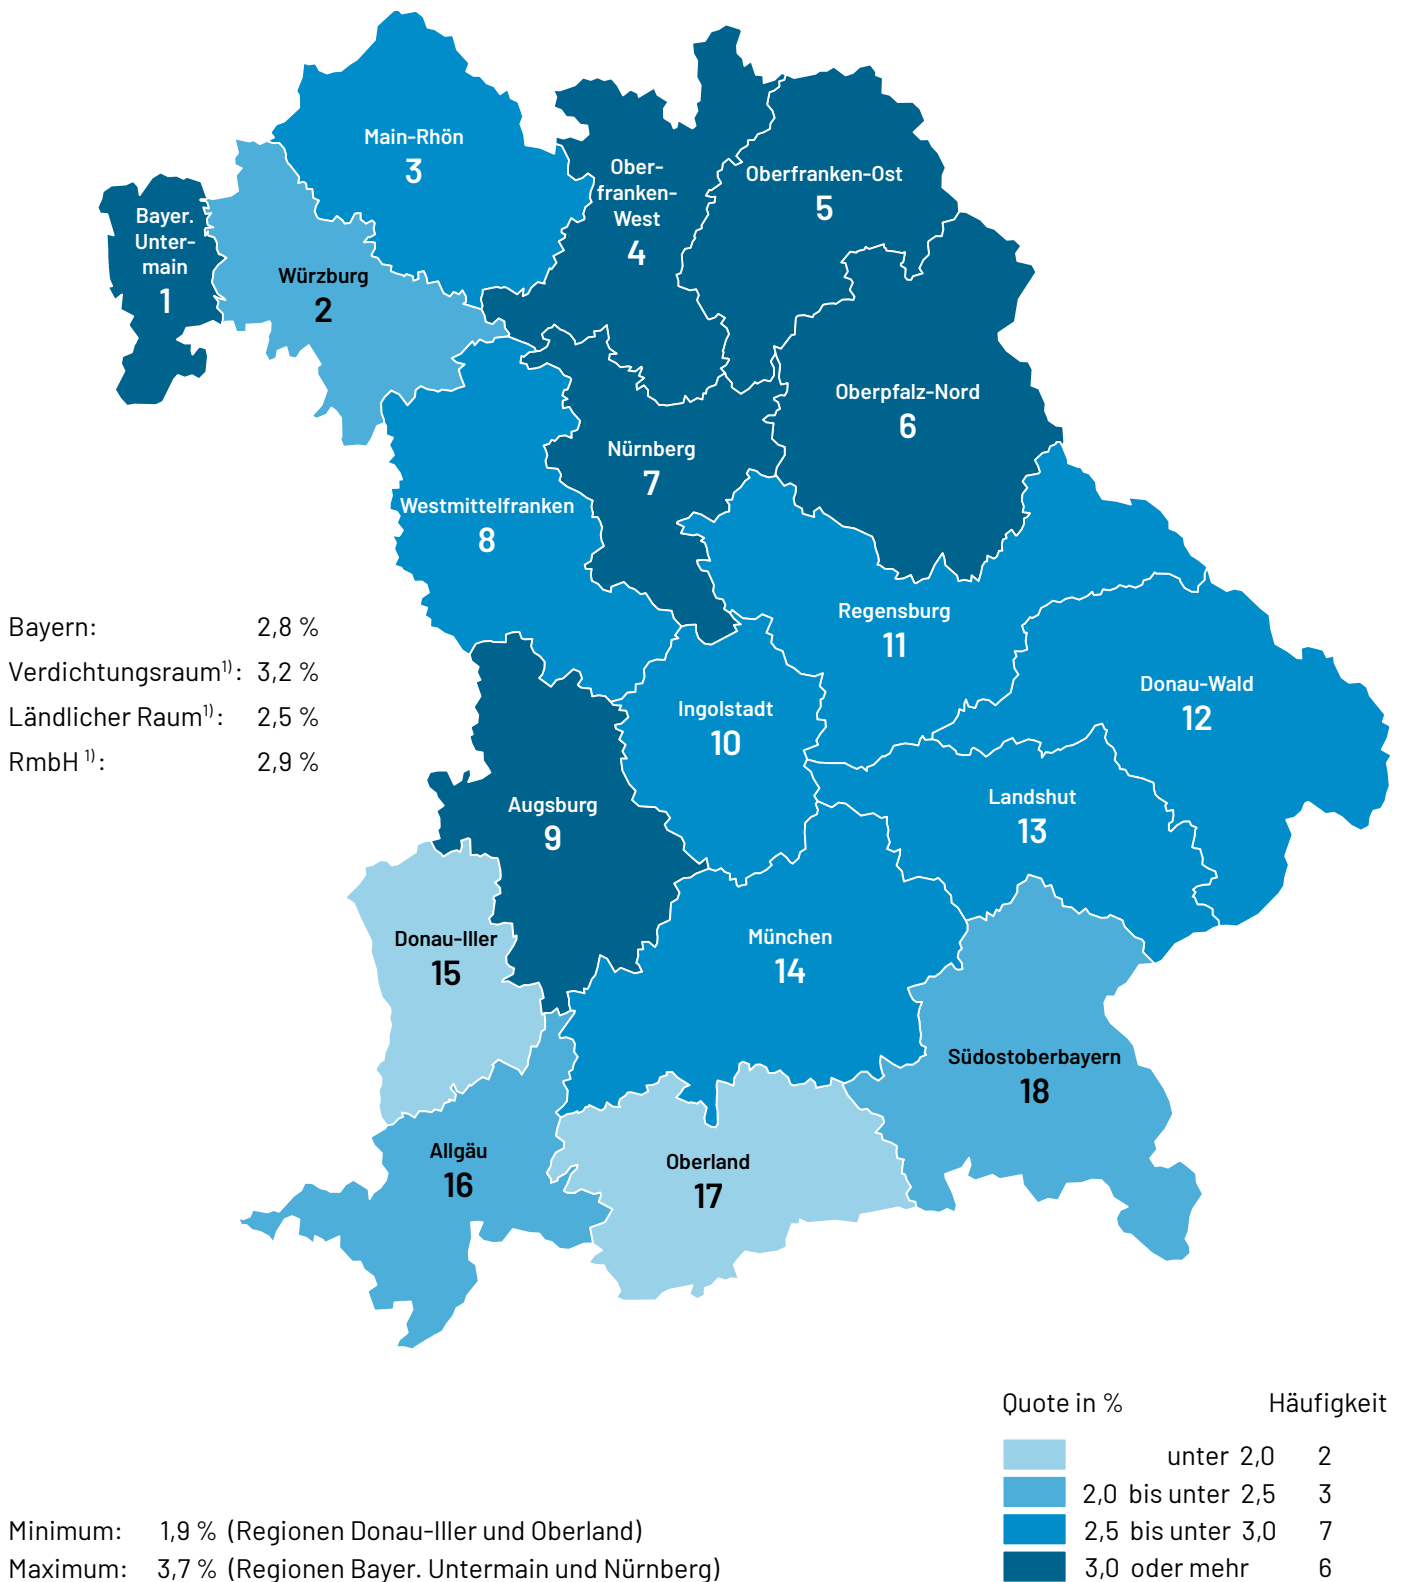 Main-Rhön
3
Ober-
franken-
West
4
Oberfranken-Ost
5
Bayer.
Unter-
main
1
Würzburg
2
Oberpfalz-Nord
6
Nürnberg
7
Westmittelfranken
8
Regensburg
11
Bayern: 2,8 %
Verdichtungsraum1): 3,2 %
Ländlicher Raum1): 2,5 %
RmbH 1): 2,9 %
Donau-Wald
12
Ingolstadt
10
Landshut
13
Augsburg
9
München
14
Donau-Iller
15
Südostoberbayern
18
Allgäu
16
Oberland
17
Quote in % Häufigkeit
unter 2,0 2
2,0 bis unter 2,5 3
2,5 bis unter 3,0 7
3,0 oder mehr 6
Minimum: 1,9 % (Regionen Donau-Iller und Oberland)
Maximum: 3,7 % (Regionen Bayer. Untermain und Nürnberg)